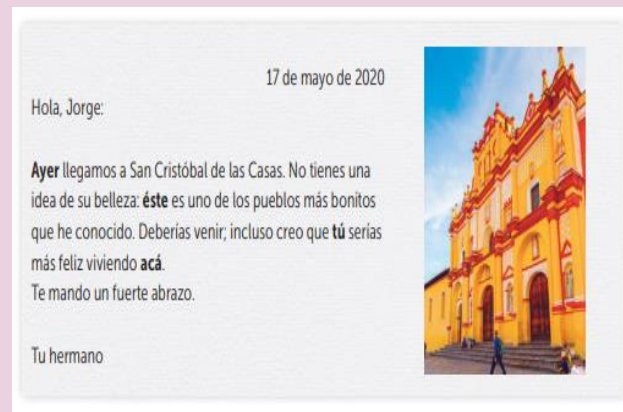 17 de mayo de 2020
Hola, Jorge:
Ayer llegamos a San Cristóbal de las Casas. No tienes una
idea de su belleza: éste es uno de los pueblos más bonitos
que he conocido. Deberías venir; incluso creo que tú serías
más feliz viviendo acá.
Te mando un fuerte abrazo.
Tu hermano